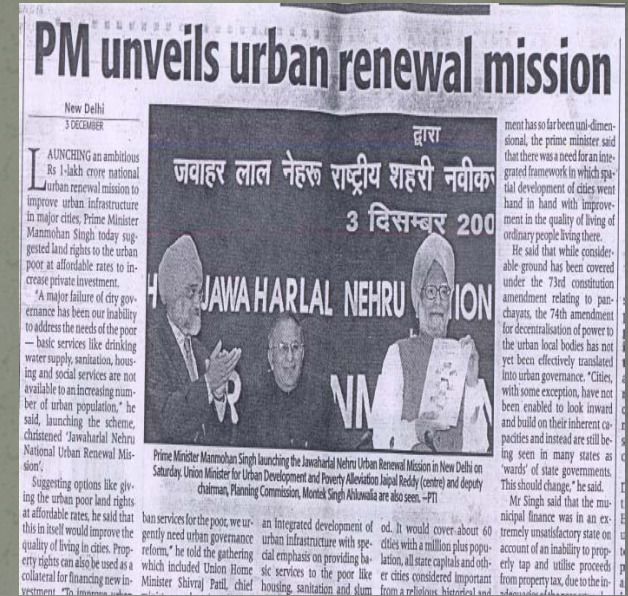 PM unveils urban renewal mission
New Delhi
3 DECEMBER
LAUNCHING an ambitious
Rs 1-lakh crore national
urban renewal mission to
improve urban infrastructure
in major cities, Prime Minister
Manmohan Singh today sug-
gested land rights to the urban
poor at affordable rates to in-
crease private investment.
"A major failure of city gov-
ernance has been our inability
to address the needs of the poor
— basic services like drinking
water supply, sanitation, hous-
ing and social services are not
available to an increasing num-
ber of urban population," he
said, launching the scheme,
christened 'Jawaharlal Nehru
National Urban Renewal Mis-
sion'.
Suggesting options like giv-
ing the urban poor land rights
at affordable rates, he said that
this in itself would improve the
quality of living in cities. Prop-
erty rights can also be used as a
collateral for financing new in-
vestment. "To improve urban
द्वारा
जवाहर लाल नेहरू राष्ट्रीय शहरी नवीकर
3 दिसम्बर 200
H JAWAHARLAL NEHRU ION
R
Prime Minister Manmohan Singh launching the Jawaharlal Nehru Urban Renewal Mission in New Delhi on
Saturday. Union Minister for Urban Development and Poverty Alleviation Jaipal Reddy (centre) and deputy
chairman, Planning Commission, Montek Singh Ahluwalia are also seen. –PTI
ban services for the poor, we ur-
gently need urban governance
reform," he told the gathering
which included Union Home
Minister Shivraj Patil, chief
an integrated development of
urban infrastructure with spe-
cial emphasis on providing ba-
sic services to the poor like
housing, sanitation and slum
od. It would cover about 60
cities with a million plus popu-
lation, all state capitals and oth-
er cities considered important
from a religious, historical and
ment has so far been uni-dimen-
sional, the prime minister said
that there was a need for an inte-
grated framework in which spa-
tial development of cities went
hand in hand with improve-
ment in the quality of living of
ordinary people living there.
He said that while consider-
able ground has been covered
under the 73rd constitution
amendment relating to pan-
chayats, the 74th amendment
for decentralisation of power to
the urban local bodies has not
yet been effectively translated
into urban governance. "Cities,
with some exception, have not
been enabled to look inward
and build on their inherent ca-
pacities and instead are still be-
ing seen in many states as
'wards' of state governments.
This should change," he said.
Mr Singh said that the mu-
nicipal finance was in an ex-
tremely unsatisfactory state on
account of an inability to prop-
erly tap and utilise proceeds
from property tax, due to the in-